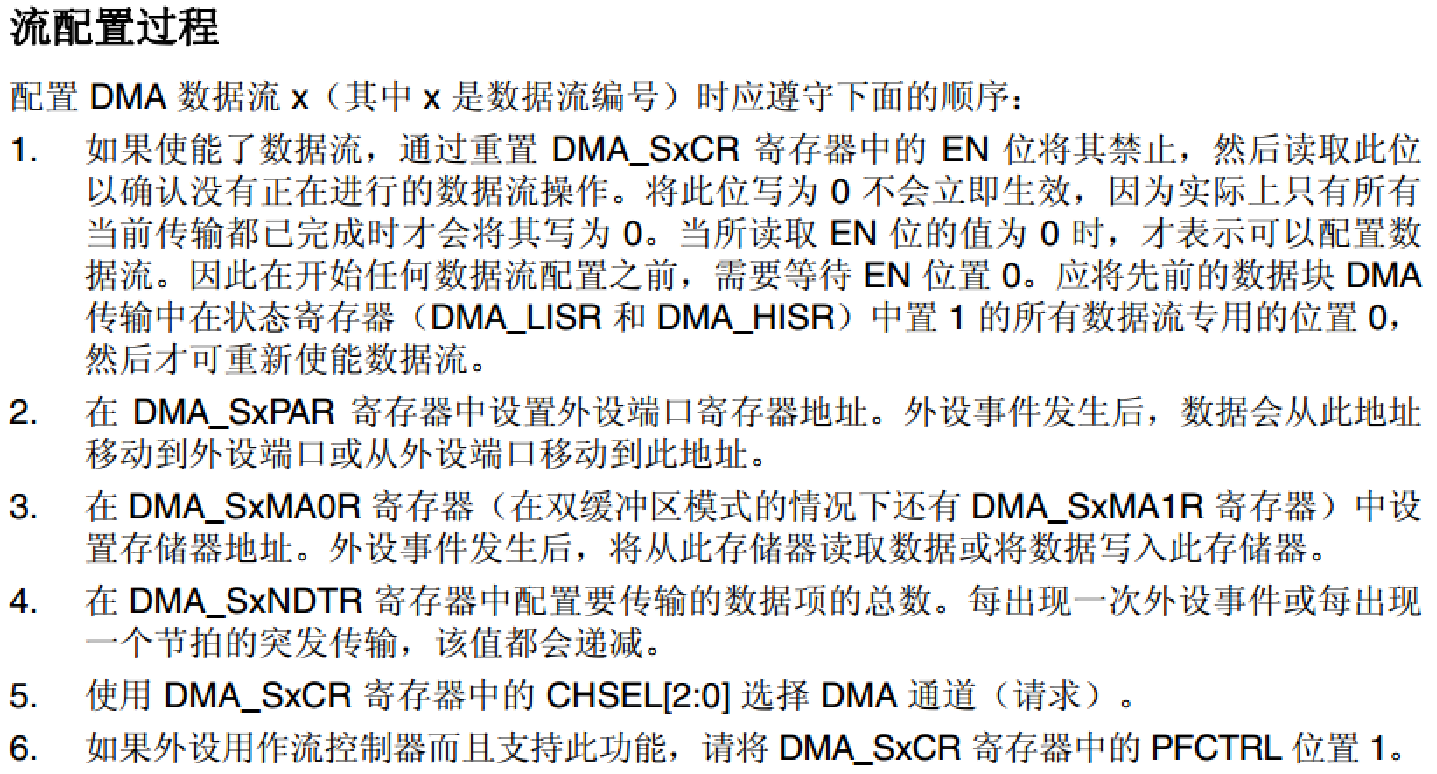 流配置过程
配置 DMA 数据流 x（其中 x 是数据流编号）时应遵守下面的顺序：
1. 如果使能了数据流，通过重置 DMA_SxCR 寄存器中的 EN 位将其禁止，然后读取此位
以确认没有正在进行的数据流操作。将此位写为 0 不会立即生效，因为实际上只有所有
当前传输都已完成时才会将其写为 0。当所读取 EN 位的值为 0 时，才表示可以配置数
据流。因此在开始任何数据流配置之前，需要等待 EN 位置 0。应将先前的数据块 DMA
传输中在状态寄存器（DMA_LISR 和 DMA_HISR）中置 1 的所有数据流专用的位置 0，
然后才可重新使能数据流。
2. 在 DMA_SxPAR 寄存器中设置外设端口寄存器地址。外设事件发生后，数据会从此地址
移动到外设端口或从外设端口移动到此地址。
3. 在 DMA_SxMA0R 寄存器（在双缓冲区模式的情况下还有 DMA_SxMA1R 寄存器）中设
置存储器地址。外设事件发生后，将从此存储器读取数据或将数据写入此存储器。
4. 在 DMA_SxNDTR 寄存器中配置要传输的数据项的总数。每出现一次外设事件或每出现
一个节拍的突发传输，该值都会递减。
5. 使用 DMA_SxCR 寄存器中的 CHSEL[2:0] 选择 DMA 通道（请求）。
6. 如果外设用作流控制器而且支持此功能，请将 DMA_SxCR 寄存器中的 PFCTRL 位置 1。